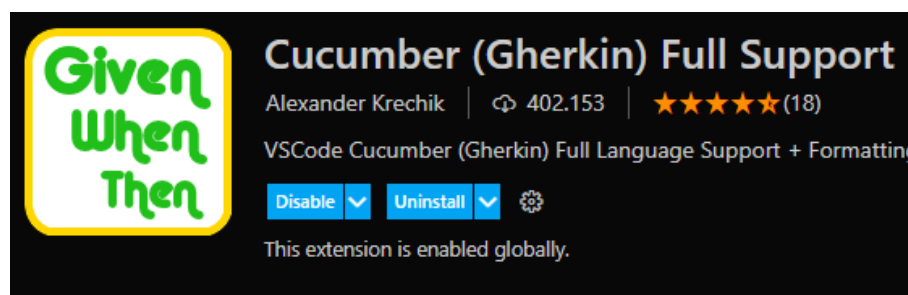 Given
When
Then
Cucumber (Gherkin) Full Support
Alexander Krechik 402.153 (18)
VSCode Cucumber (Gherkin) Full Language Support + Formatting
Disable Uninstall
This extension is enabled globally.